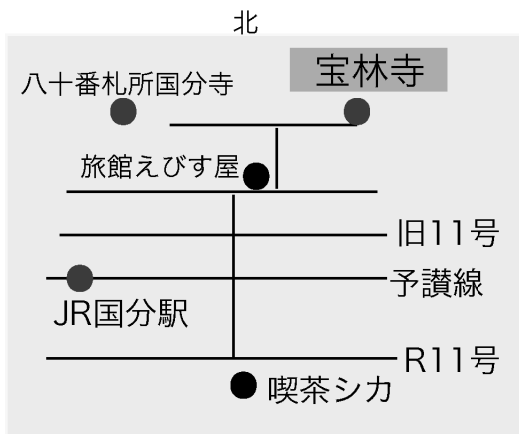 北
宝林寺
八十番札所国分寺
旅館えびす屋
旧11号
予讃線
JR国分駅
R11号
喫茶シカ